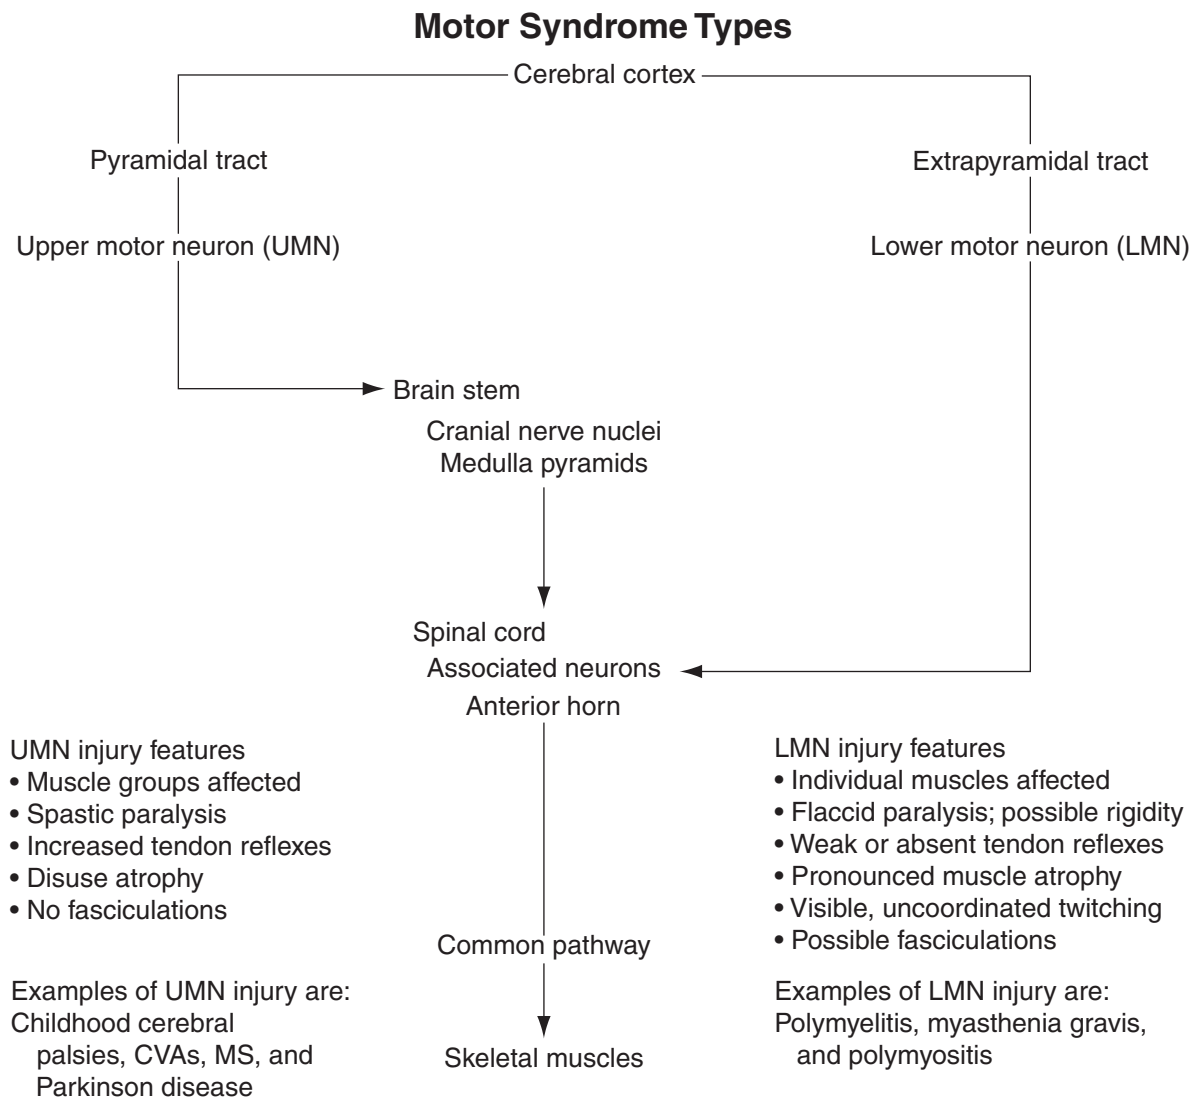 Motor Syndrome Types
Cerebral cortex
Pyramidal tract
Extrapyramidal tract
Upper motor neuron (UMN)
Lower motor neuron (LMN)
Brain stem
Cranial nerve nuclei
Medulla pyramids
Spinal cord
Associated neurons
Anterior horn
UMN injury features
• Muscle groups affected
• Spastic paralysis
• Increased tendon reflexes
• Disuse atrophy
• No fasciculations
LMN injury features
• Individual muscles affected
• Flaccid paralysis; possible rigidity
• Weak or absent tendon reflexes
• Pronounced muscle atrophy
• Visible, uncoordinated twitching
• Possible fasciculations
Common pathway
Examples of UMN injury are:
Childhood cerebral
palsies, CVAs, MS, and
Parkinson disease
Examples of LMN injury are:
Polymyelitis, myasthenia gravis,
and polymyositis
Skeletal muscles